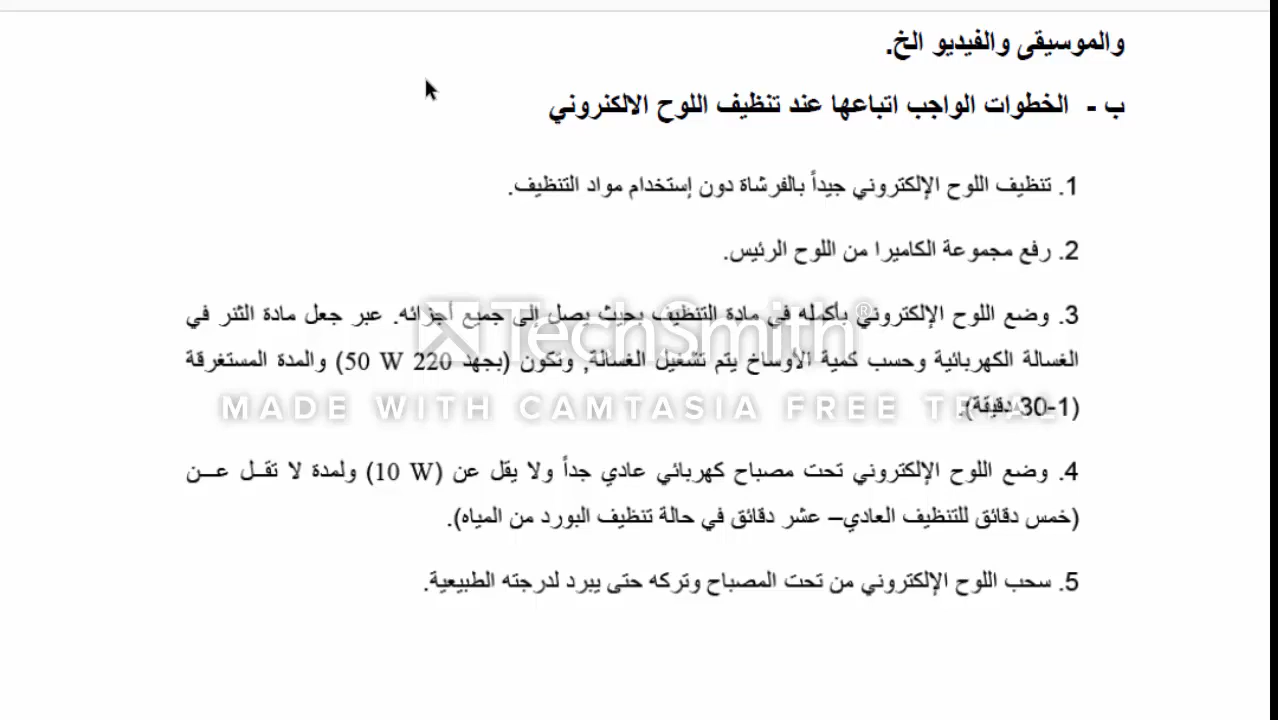 والموسيقى والفيديو الخ.
ب - الخطوات الواجب اتباعها عند تنظيف اللوح الالكتروني
1. تنظيف اللوح الإلكتروني جيداً بالفرشاة دون إستخدام مواد التنظيف.
2. رفع مجموعة الكاميرا من اللوح الرئيس.
3. وضع اللوح الإلكتروني بأكمله في مادة التنظيف بحيث يصل إلى جميع أجزائه. عبر جعل مادة الثنر في
الغسالة الكهربائية وحسب كمية الأوساخ يتم تشغيل الغسالة, وتكون (بجهد 220 50 W) والمدة المستغرقة
(1-30 دقيقة).
4. وضع اللوح الإلكتروني تحت مصباح كهربائي عادي جداً ولا يقل عن (10 W) ولمدة لا تقـل عـــن
(خمس دقائق للتنظيف العادي– عشر دقائق في حالة تنظيف البورد من المياه).
5. سحب اللوح الإلكتروني من تحت المصباح وتركه حتى يبرد لدرجته الطبيعية.
TechSmith®
MADE WITH CAMTASIA FREE TRIAL